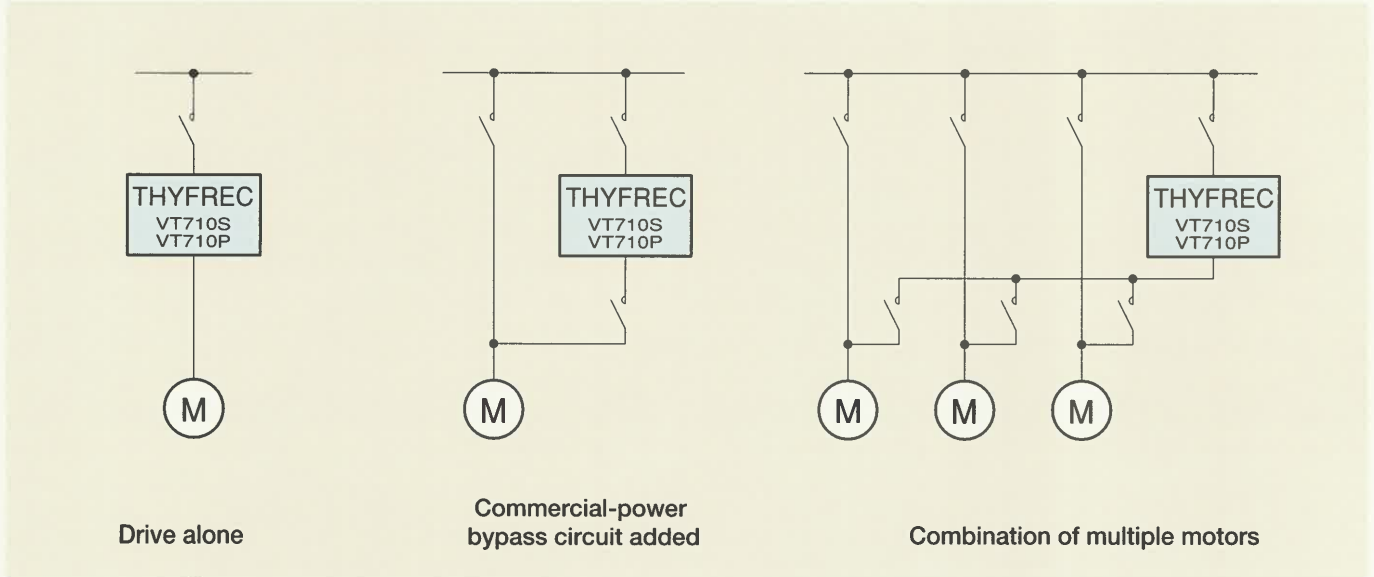 THYFREC
VT710S
VT710P
M
Drive alone
THYFREC
VT710S
VT710P
M
Commercial-power
bypass circuit added
THYFREC
VT710S
VT710P
M M M
Combination of multiple motors